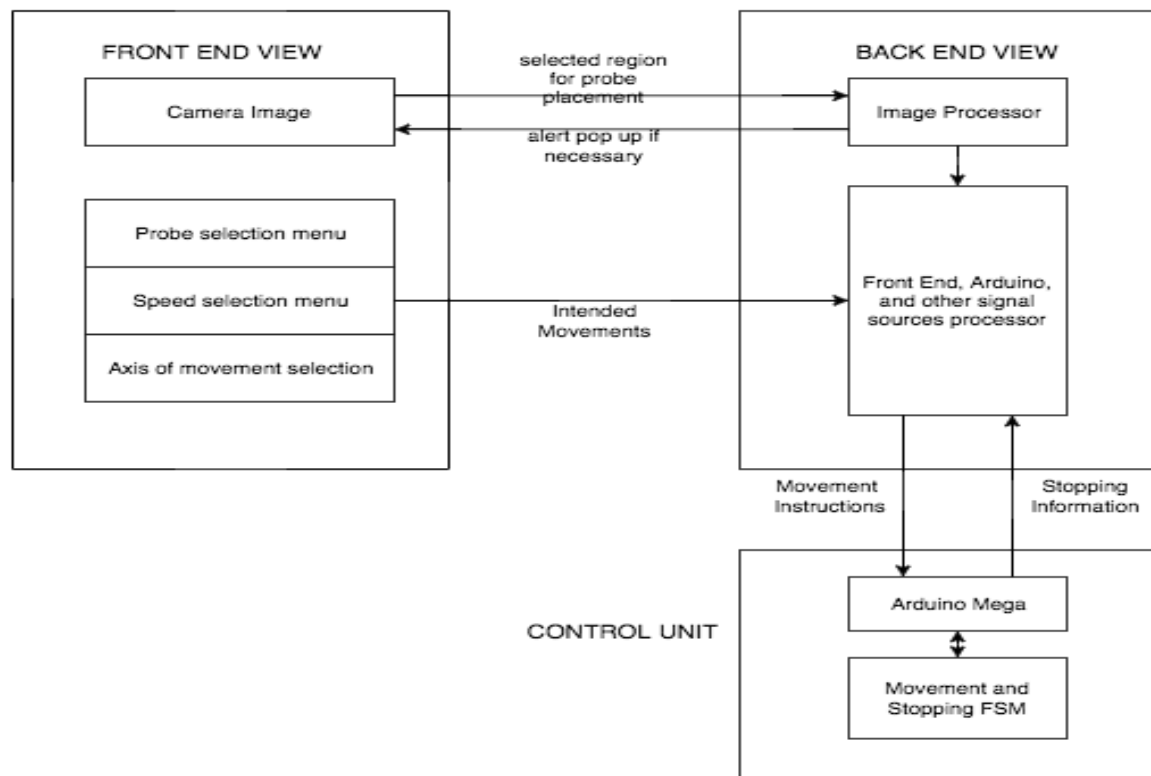 FRONT END VIEW
Camera Image
Probe selection menu
Speed selection menu
Axis of movement selection
selected region
for probe
placement
alert pop up if
necessary
Intended
Movements
BACK END VIEW
Image Processor
Front End, Arduino,
and other signal
sources processor
Movement
Instructions
Stopping
Information
CONTROL UNIT
Arduino Mega
Movement and
Stopping FSM